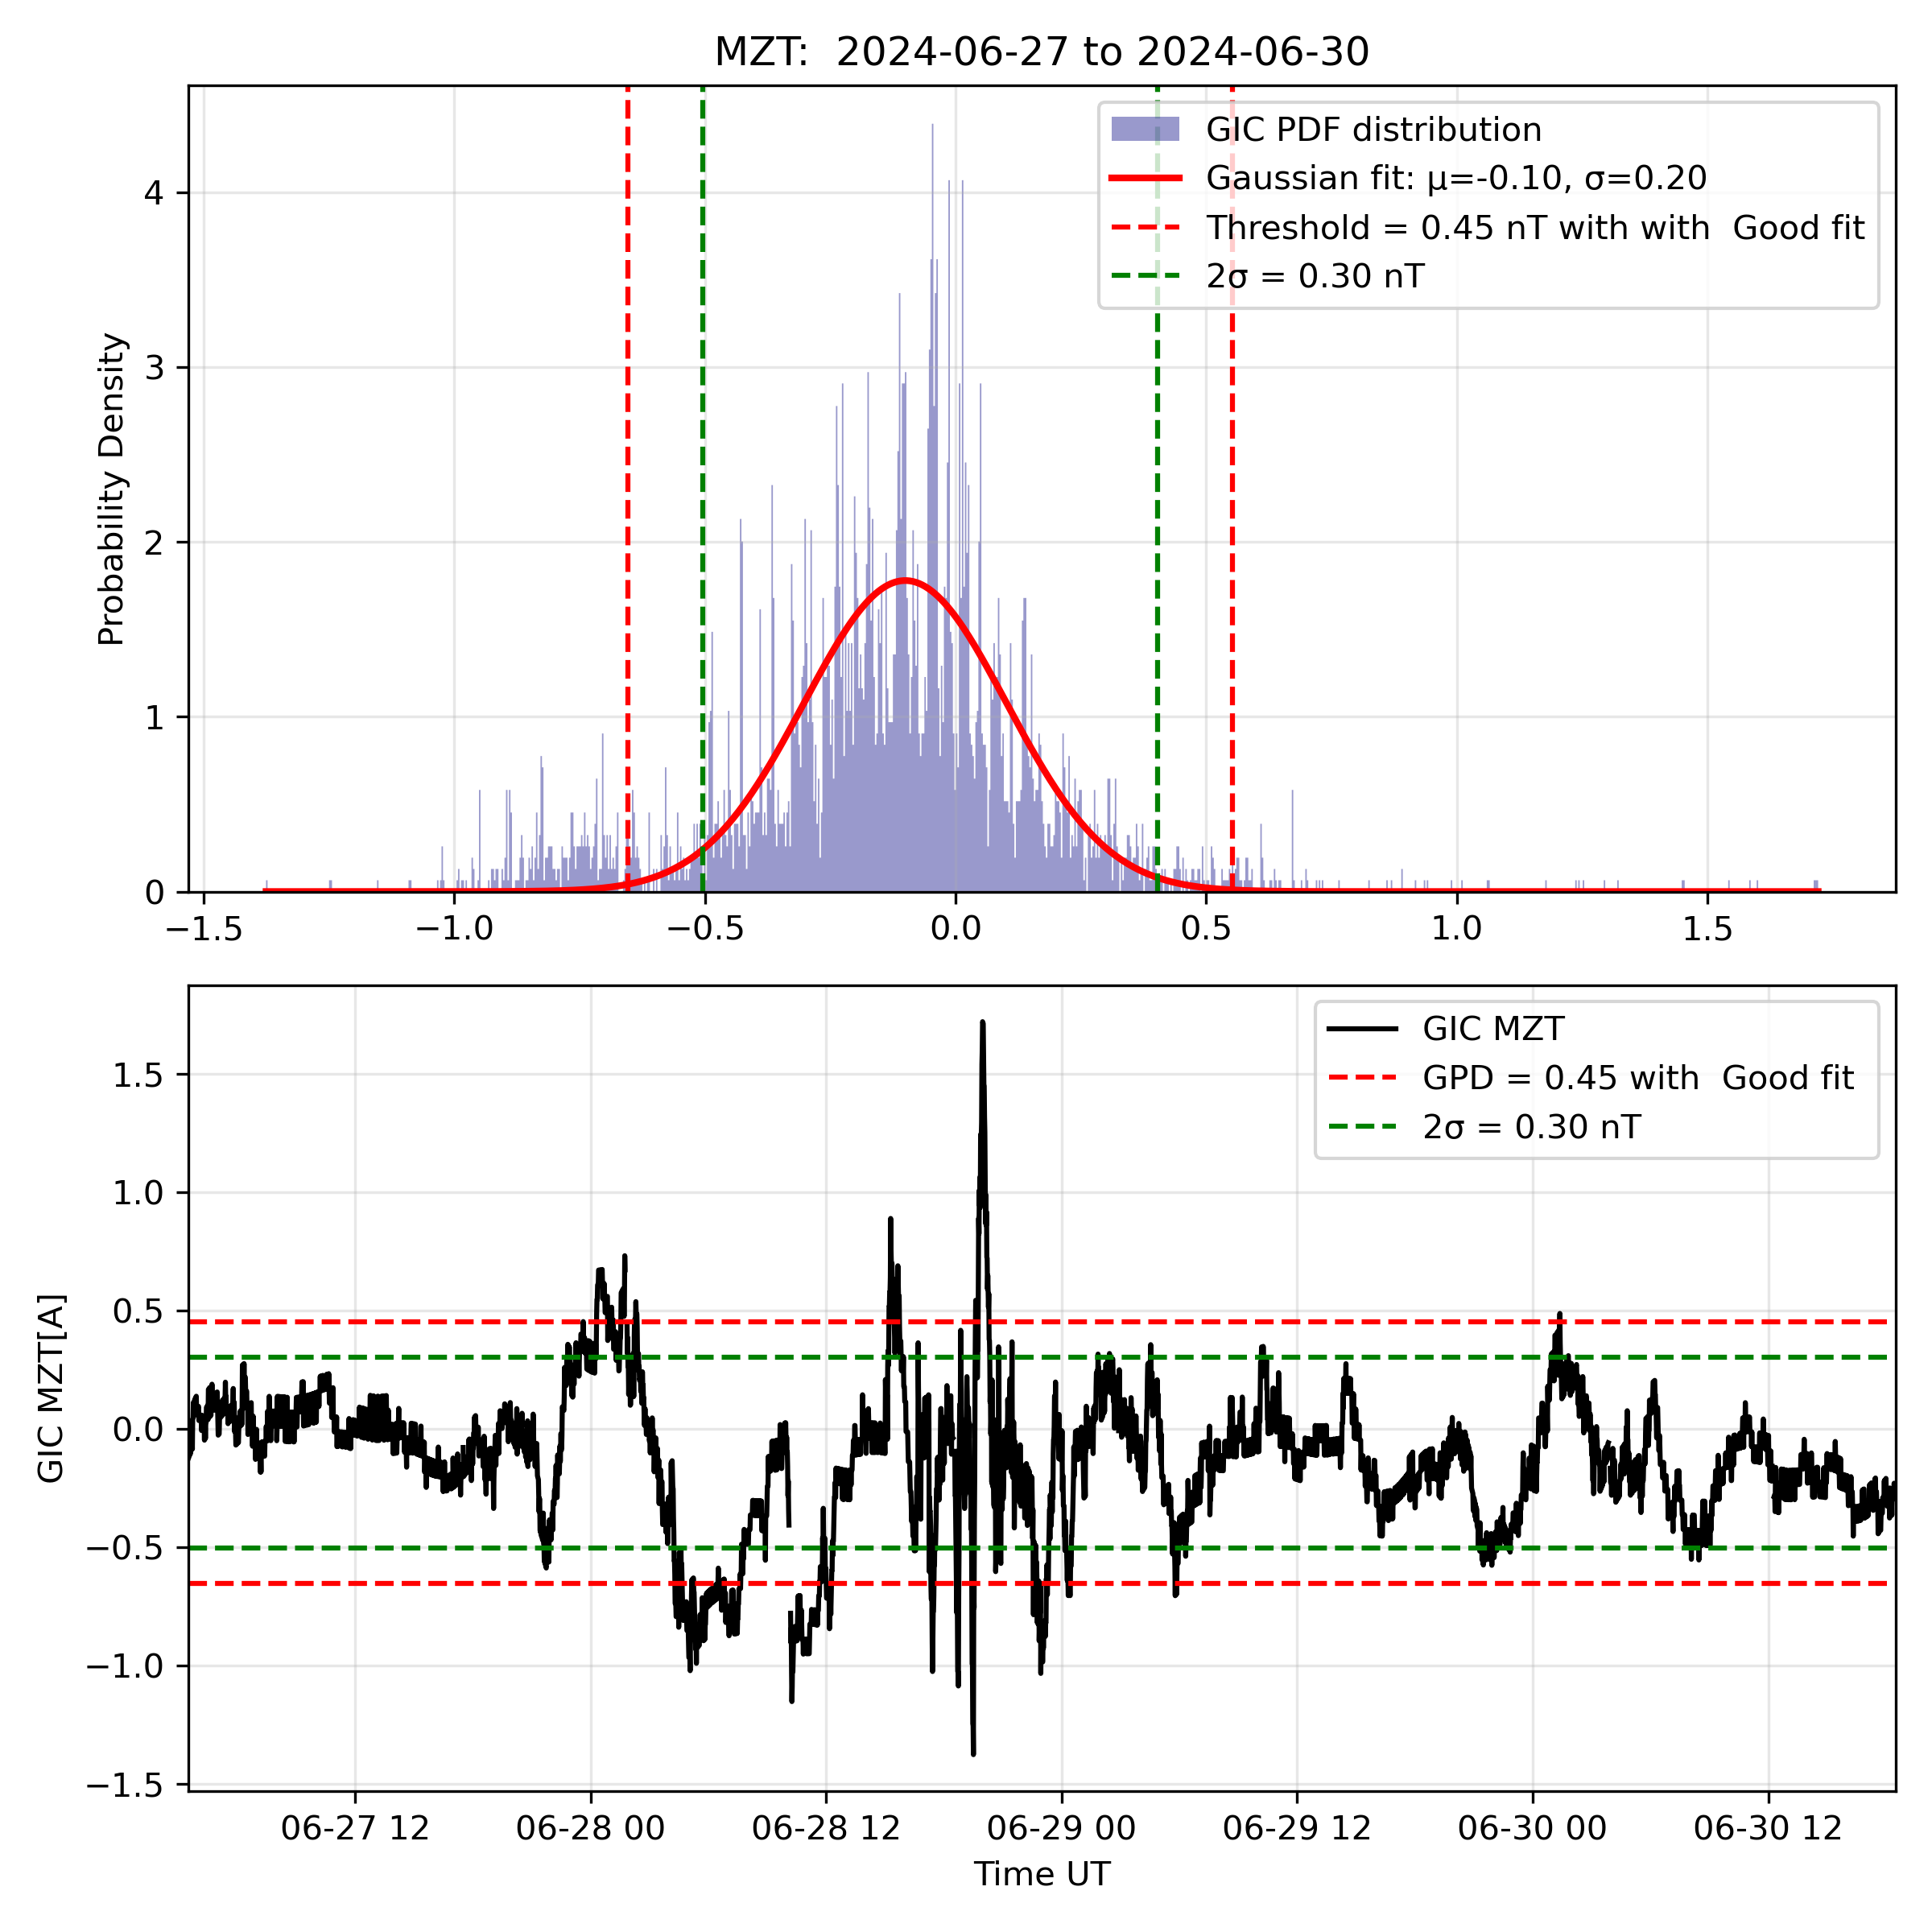 MZT:  2024-06-27 to 2024-06-30
GIC PDF distribution
Gaussian fit: μ=-0.10, σ=0.20
Threshold = 0.45 nT with with  Good fit
2σ = 0.30 nT
Probability Density
4
3
2
1
0
−1.5 −1.0 −0.5 0.0 0.5 1.0 1.5
GIC MZT
GPD = 0.45 with  Good fit
2σ = 0.30 nT
GIC MZT[A]
1.5
1.0
0.5
0.0
−0.5
−1.0
−1.5
06-27 12 06-28 00 06-28 12 06-29 00 06-29 12 06-30 00 06-30 12
Time UT